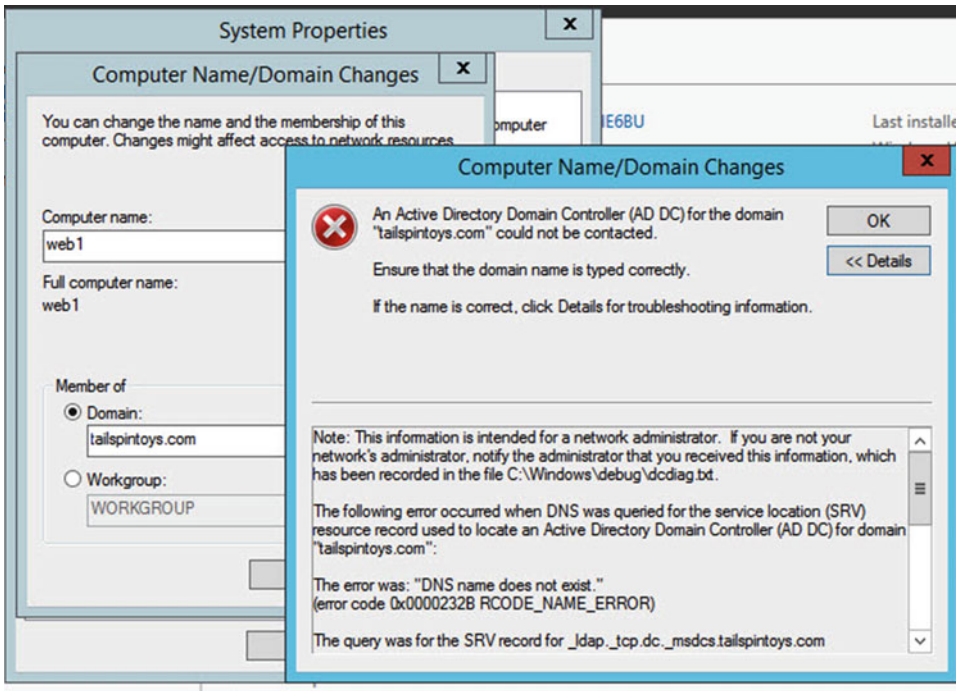 System Properties
x
Computer Name/Domain Changes
x
You can change the name and the membership of this
computer. Changes might affect access to network resources
Computer name:
web1
Full computer name:
web1
Member of
Domain:
tailspintoys.com
Workgroup:
WORKGROUP
IE6BU
Computer Name/Domain Changes
x
An Active Directory Domain Controller (AD DC) for the domain
"tailspintoys.com" could not be contacted.
Ensure that the domain name is typed correctly.
If the name is correct, click Details for troubleshooting information.
OK
<< Details
Note: This information is intended for a network administrator. If you are not your
network's administrator, notify the administrator that you received this information, which
has been recorded in the file C:\Windows\debug\dcdiag.txt.
The following error occurred when DNS was queried for the service location (SRV)
resource record used to locate an Active Directory Domain Controller (AD DC) for domain
"tailspintoys.com":
The error was: "DNS name does not exist."
(error code 0x0000232B RCODE_NAME_ERROR)
The query was for the SRV record for _ldap._tcp.dc._msdcs.tailspintoys.com